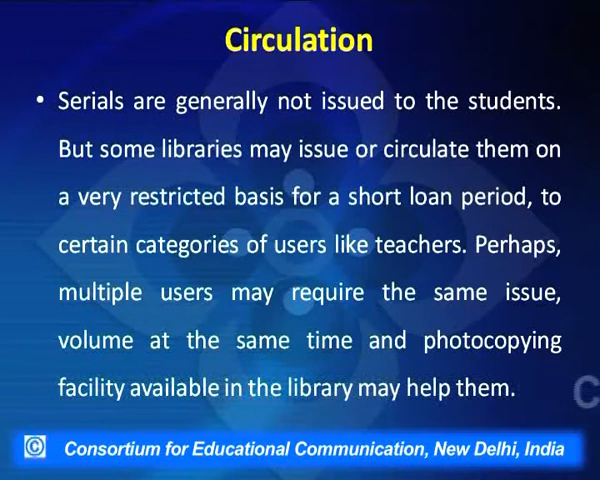 Circulation
• Serials are generally not issued to the students.
But some libraries may issue or circulate them on
a very restricted basis for a short loan period, to
certain categories of users like teachers. Perhaps,
multiple users may require the same issue,
volume at the same time and photocopying
facility available in the library may help them.
C
© Consortium for Educational Communication, New Delhi, India